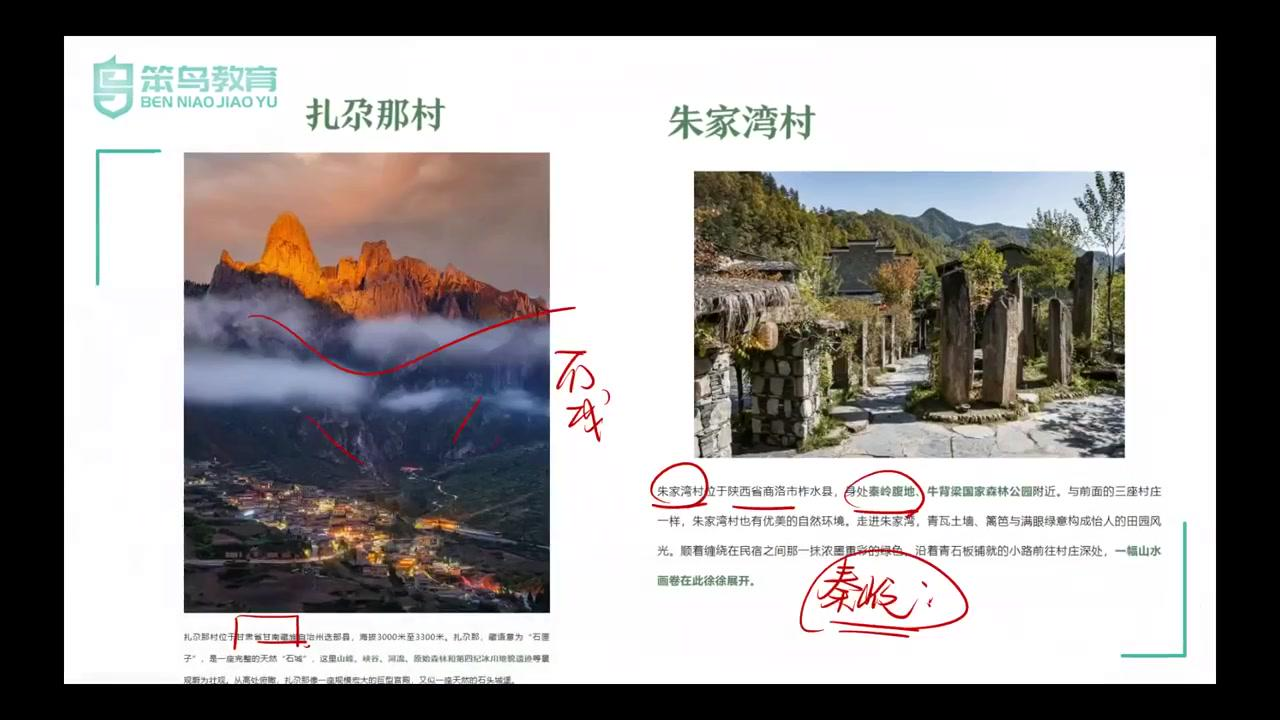 笨鸟教育
BEN NIAO JIAO YU
扎尕那村
扎尕那村位于甘肃省甘南藏族自治州迭部县，海拔3000米至3300米。扎尕那，藏语意为“石匣
子”，是一座完整的天然“石城”，这里山峰、峡谷、河流、原始森林和第四纪冰川地貌遗迹等景
观蔚为壮观。从高处俯瞰，扎尕那像一座规模宏大的巨型宫殿，又似一座天然的石头城堡。
石
城
朱家湾村
朱家湾村位于陕西省商洛市柞水县，身处秦岭腹地、牛背梁国家森林公园附近。与前面的三座村庄
一样，朱家湾村也有优美的自然环境。走进朱家湾，青瓦土墙、篱笆与满眼绿意构成怡人的田园风
光。顺着缠绕在民宿之间那一抹浓墨重彩的绿色，沿着青石板铺就的小路前往村庄深处，一幅山水
画卷在此徐徐展开。
秦岭：